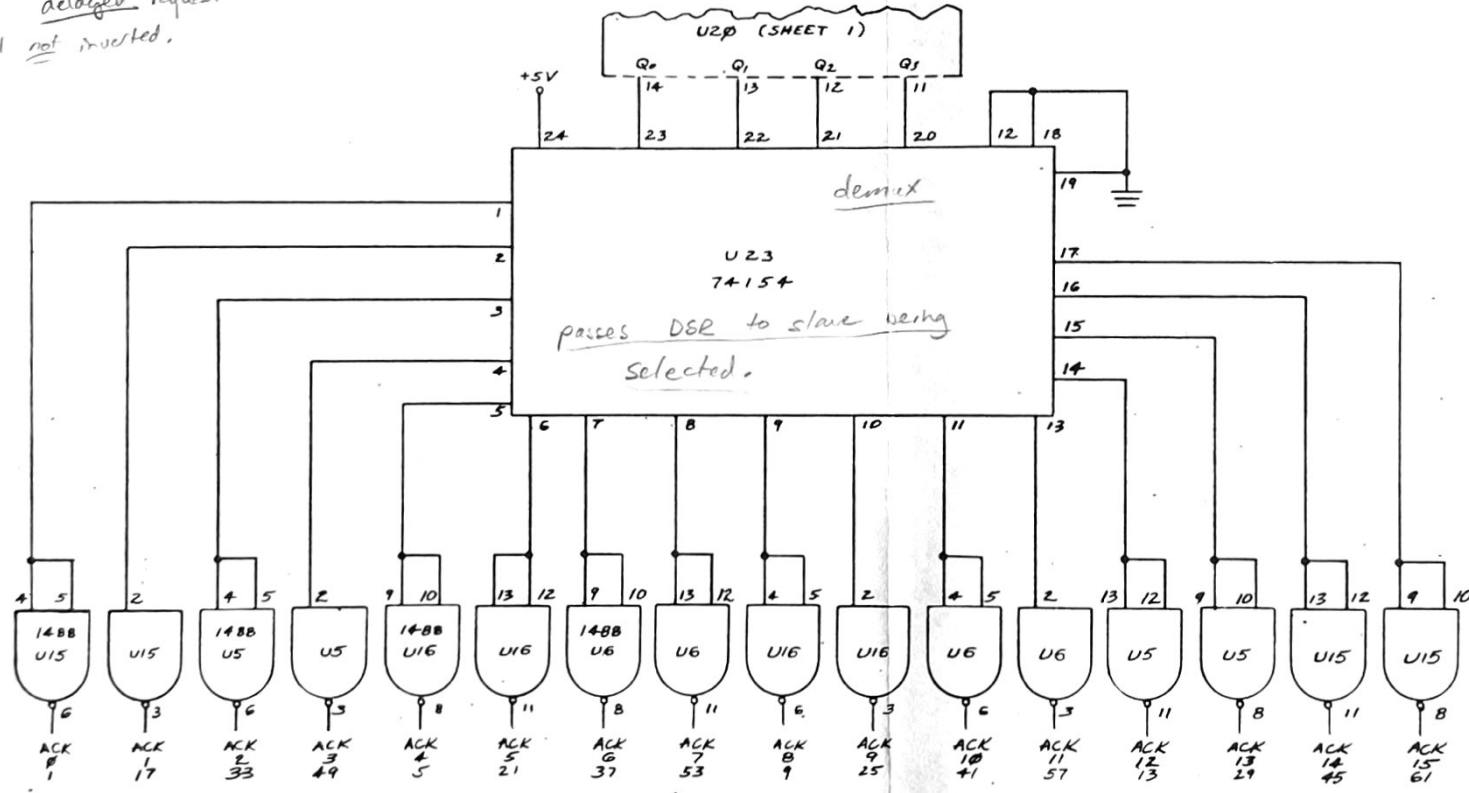 delayed
not inverted.
U2Ø (SHEET 1)
+5V
Q0 Q1 Q2 Q3
14 13 12 11
24 23 22 21 20 12 18
19
demux
1
2
3
4
5
U23
74154
passes DSR to slave being
selected.
17
16
15
14
6 7 8 9 10 11 13
4 5 2 4 5 2 9 10 13 12 9 10 13 12 4 5 2 4 5 2 13 12 9 10 13 12 9 10
1488 1488 1488 1488
U15 U15 U5 U5 U16 U16 U6 U6 U16 U16 U6 U6 U5 U5 U15 U15
6 3 6 3 8 11 8 11 6 3 6 3 11 8 11 8
ACK ACK ACK ACK ACK ACK ACK ACK ACK ACK ACK ACK ACK ACK ACK ACK
Ø 1 2 3 4 5 6 7 8 9 1Ø 11 12 13 14 15
1 17 33 49 5 21 37 53 9 25 41 57 13 29 45 61